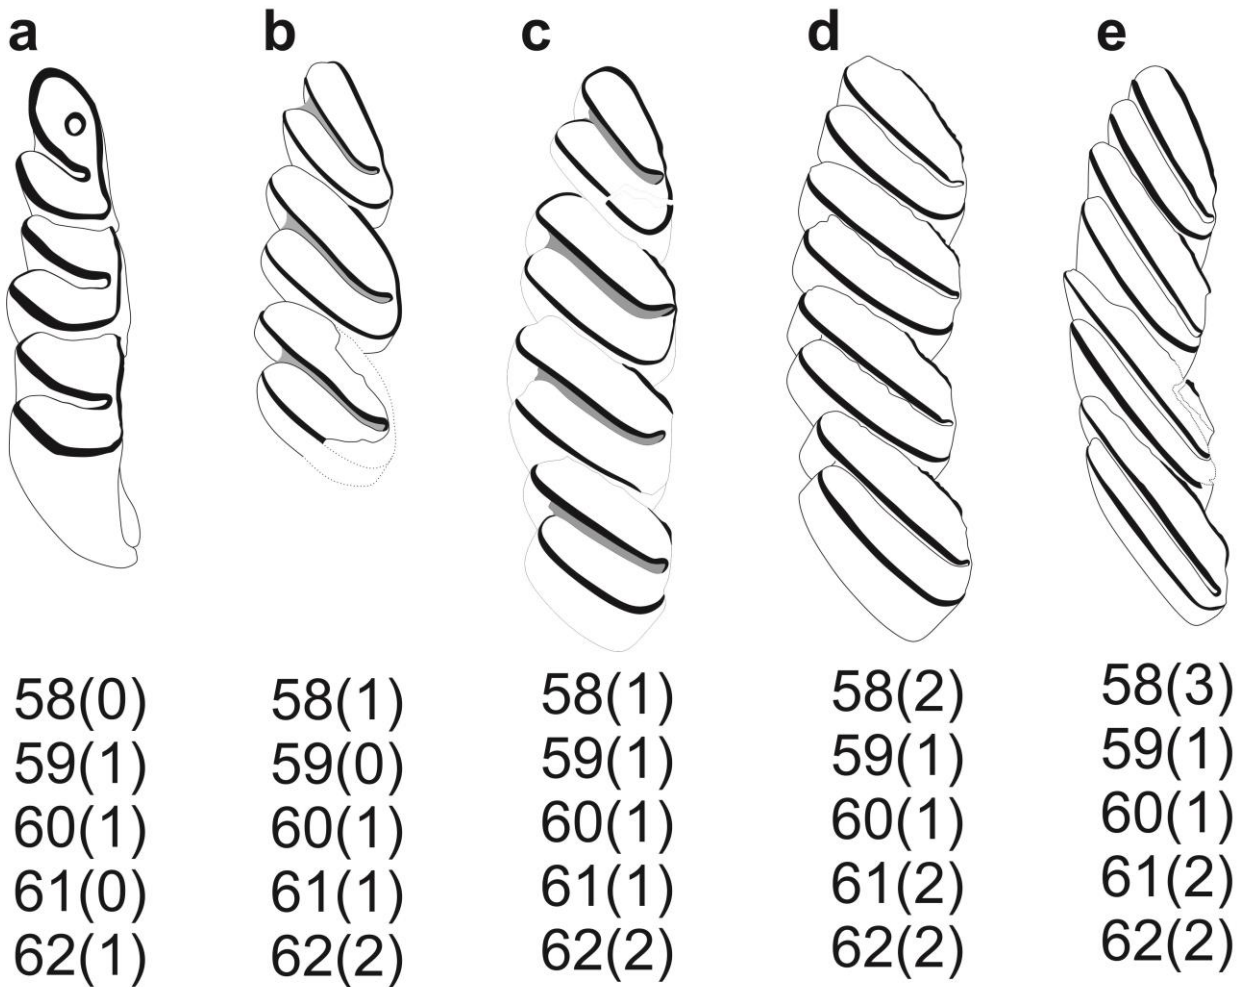 a b c d e
58(0) 58(1) 58(1) 58(2) 58(3)
59(1) 59(0) 59(1) 59(1) 59(1)
60(1) 60(1) 60(1) 60(1) 60(1)
61(0) 61(1) 61(1) 61(2) 61(2)
62(1) 62(2) 62(2) 62(2) 62(2)